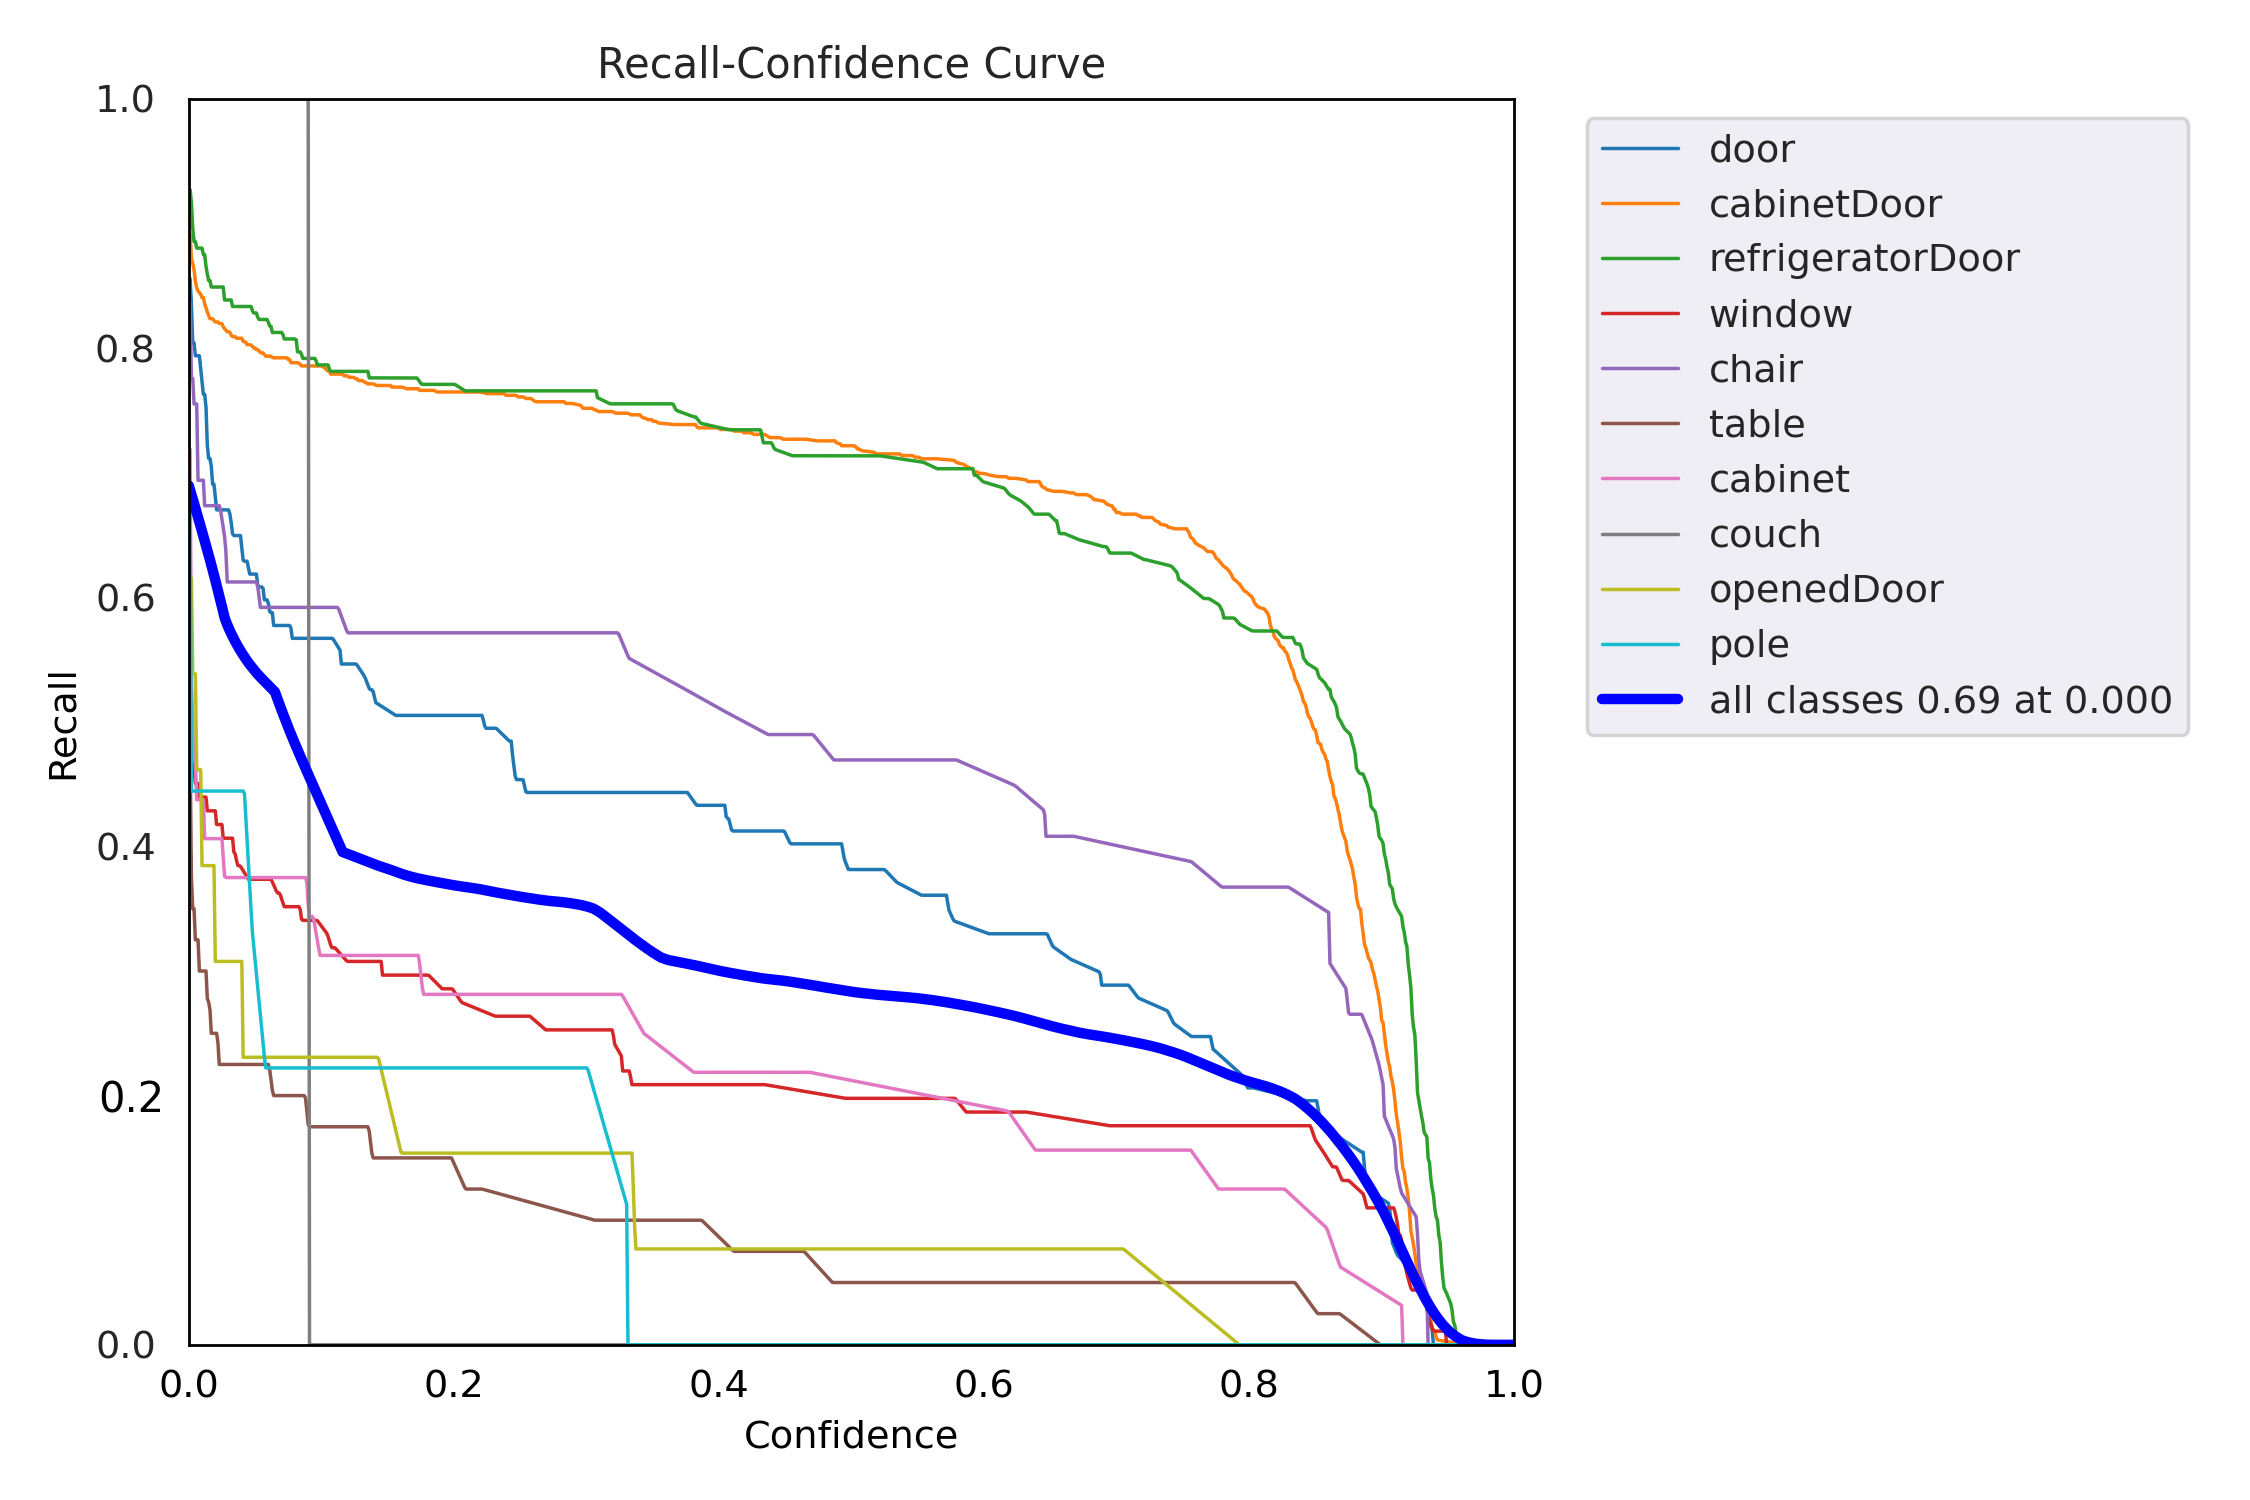 Recall-Confidence Curve
1.0
0.8
0.6
0.4
0.2
0.0
Recall
0.0 0.2 0.4 0.6 0.8 1.0
Confidence
door
cabinetDoor
refrigeratorDoor
window
chair
table
cabinet
couch
openedDoor
pole
all classes 0.69 at 0.000